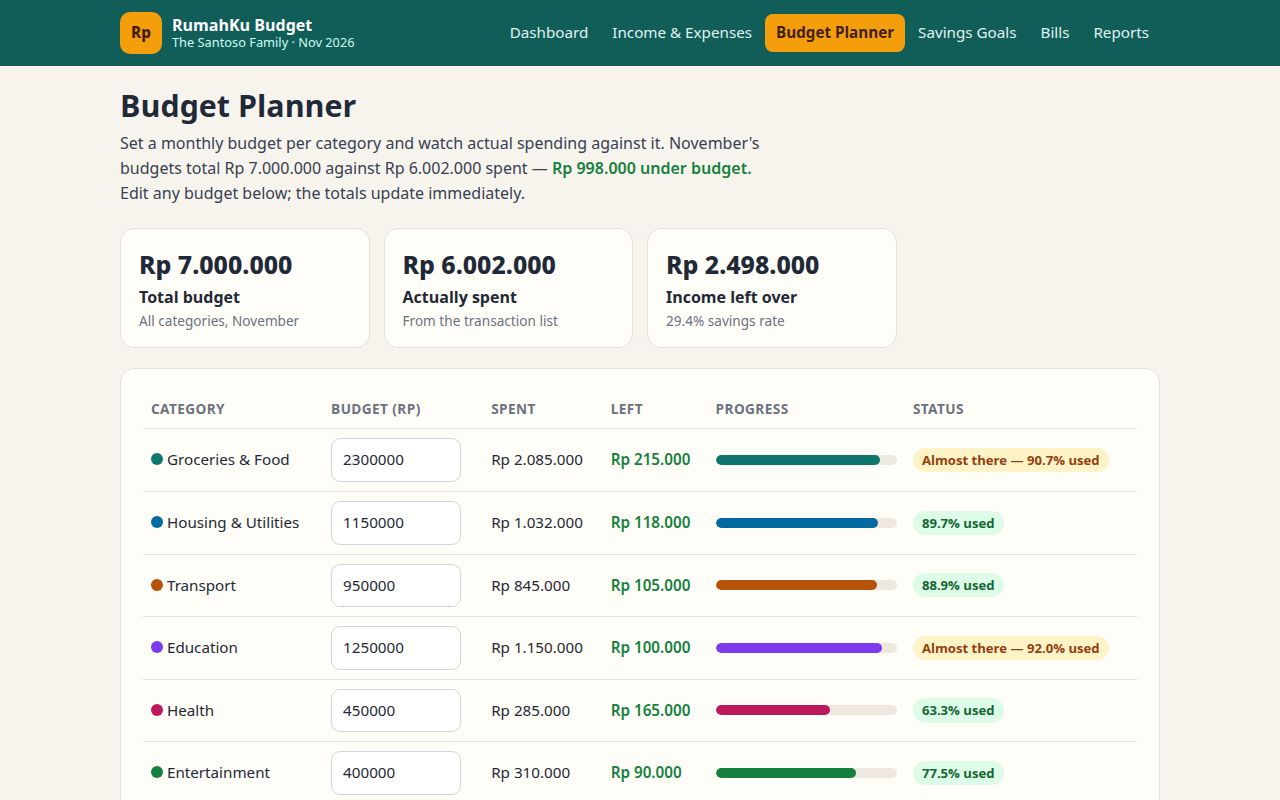 Rp
RumahKu Budget
The Santoso Family · Nov 2026
Dashboard
Income & Expenses
Budget Planner
Savings Goals
Bills
Reports
Budget Planner
Set a monthly budget per category and watch actual spending against it. November's
budgets total Rp 7.000.000 against Rp 6.002.000 spent — Rp 998.000 under budget.
Edit any budget below; the totals update immediately.
Rp 7.000.000
Total budget
All categories, November
Rp 6.002.000
Actually spent
From the transaction list
Rp 2.498.000
Income left over
29.4% savings rate
CATEGORY BUDGET (RP) SPENT LEFT PROGRESS STATUS
Groceries & Food 2300000 Rp 2.085.000 Rp 215.000 Almost there — 90.7% used
Housing & Utilities 1150000 Rp 1.032.000 Rp 118.000 89.7% used
Transport 950000 Rp 845.000 Rp 105.000 88.9% used
Education 1250000 Rp 1.150.000 Rp 100.000 Almost there — 92.0% used
Health 450000 Rp 285.000 Rp 165.000 63.3% used
Entertainment 400000 Rp 310.000 Rp 90.000 77.5% used